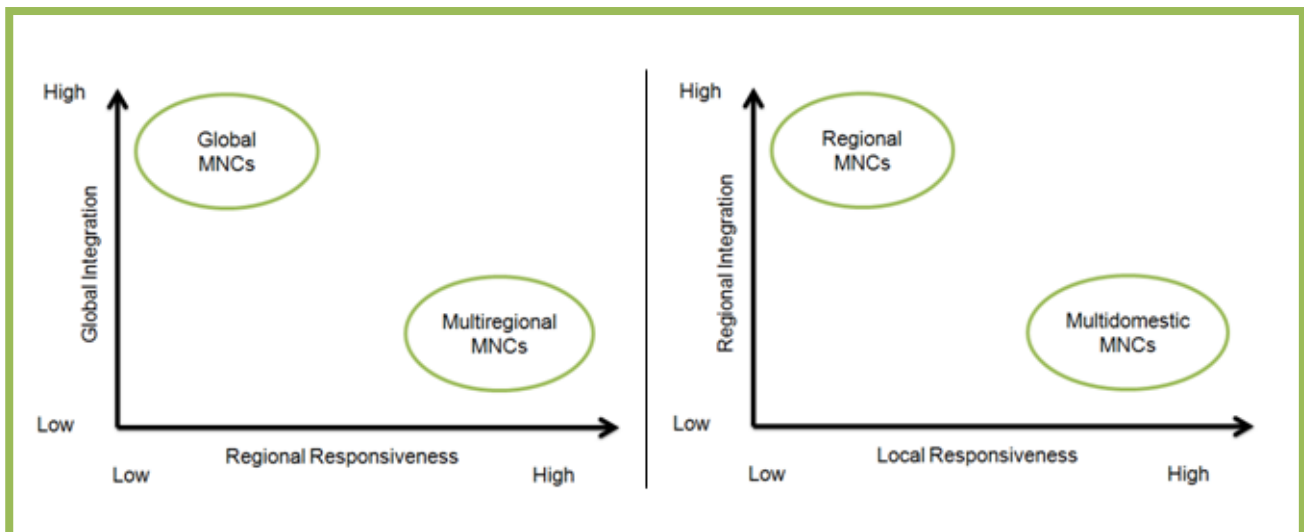 High
Global
MNCs
Global Integration
Multiregional
MNCs
Low
Regional Responsiveness
Low
High
High
Regional
MNCs
Regional Integration
Multidomestic
MNCs
Low
Local Responsiveness
Low
High